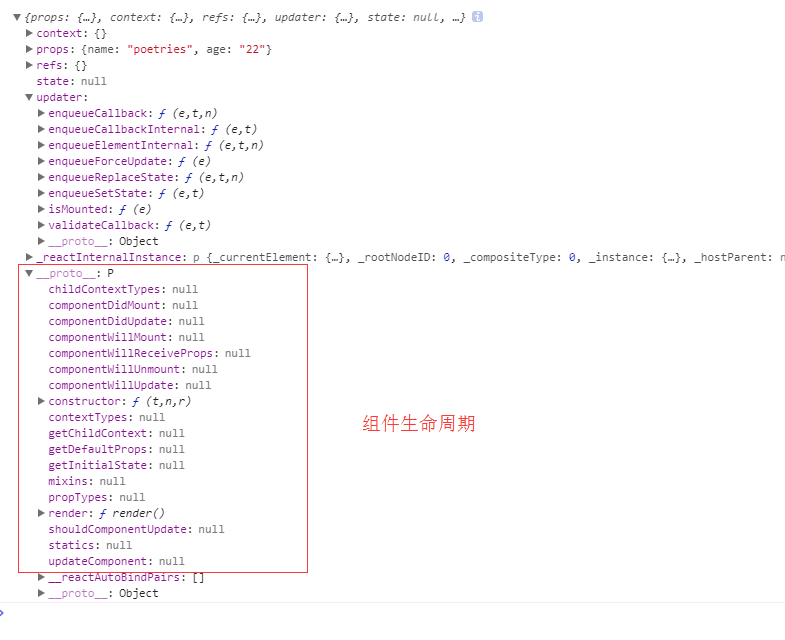 {props: {…}, context: {…}, refs: {…}, updater: {…}, state: null, …} i
context: {}
props: {name: "poetries", age: "22"}
refs: {}
state: null
updater:
enqueueCallback: ƒ (e,t,n)
enqueueCallbackInternal: ƒ (e,t)
enqueueElementInternal: ƒ (e,t,n)
enqueueForceUpdate: ƒ (e)
enqueueReplaceState: ƒ (e,t,n)
enqueueSetState: ƒ (e,t)
isMounted: ƒ (e)
validateCallback: ƒ (e,t)
__proto__: Object
_reactInternalInstance: p {_currentElement: {…}, _rootNodeID: 0, _compositeType: 0, _instance: {…}, _hostParent: n
__proto__: P
childContextTypes: null
componentDidMount: null
componentDidUpdate: null
componentWillMount: null
componentWillReceiveProps: null
componentWillUnmount: null
componentWillUpdate: null
constructor: ƒ (t,n,r)
contextTypes: null
组件生命周期
getChildContext: null
getDefaultProps: null
getInitialState: null
mixins: null
propTypes: null
render: ƒ render()
shouldComponentUpdate: null
statics: null
updateComponent: null
__reactAutoBindPairs: []
__proto__: Object